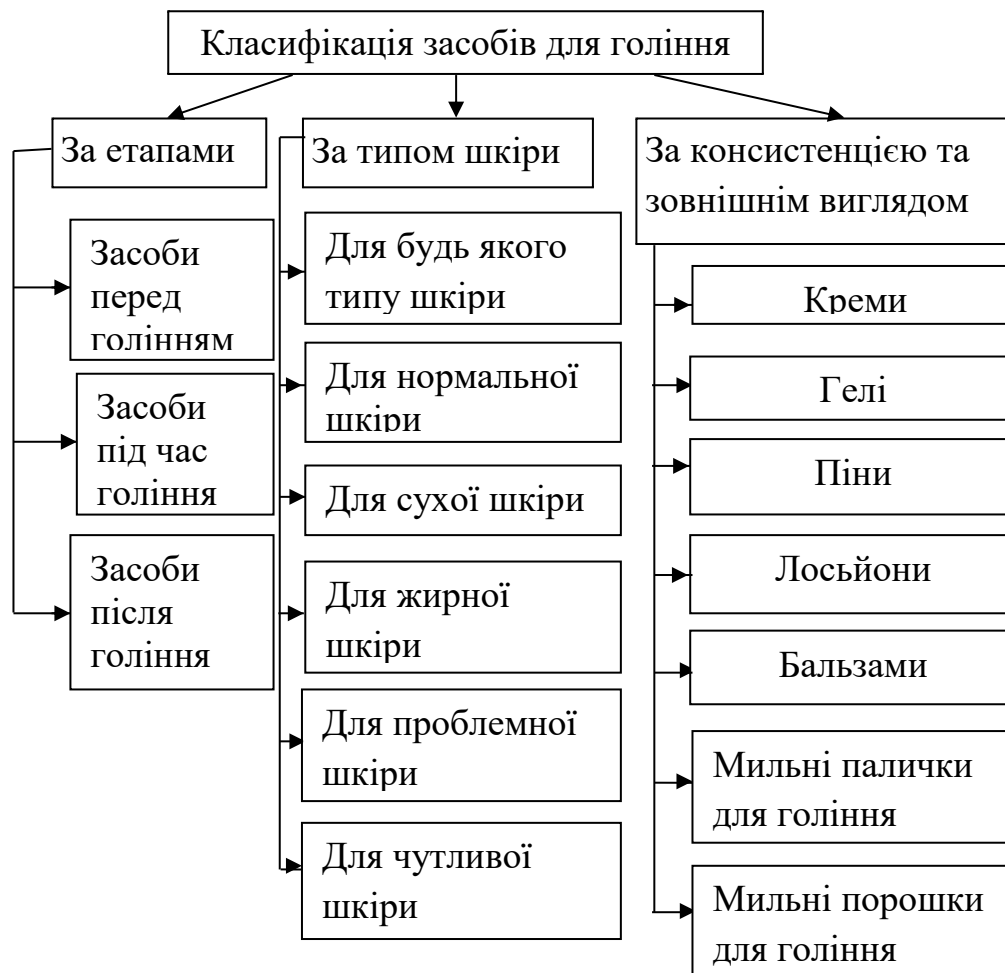 Класифікація засобів для гоління
За етапами
Засоби
перед
голінням
Засоби
під час
гоління
Засоби
після
гоління
За типом шкіри
Для будь якого
типу шкіри
Для нормальної
шкіри
Для сухої шкіри
Для жирної
шкіри
Для проблемної
шкіри
Для чутливої
шкіри
За консистенцією та
зовнішнім виглядом
Креми
Гелі
Піни
Лосьйони
Бальзами
Мильні палички
для гоління
Мильні порошки
для гоління